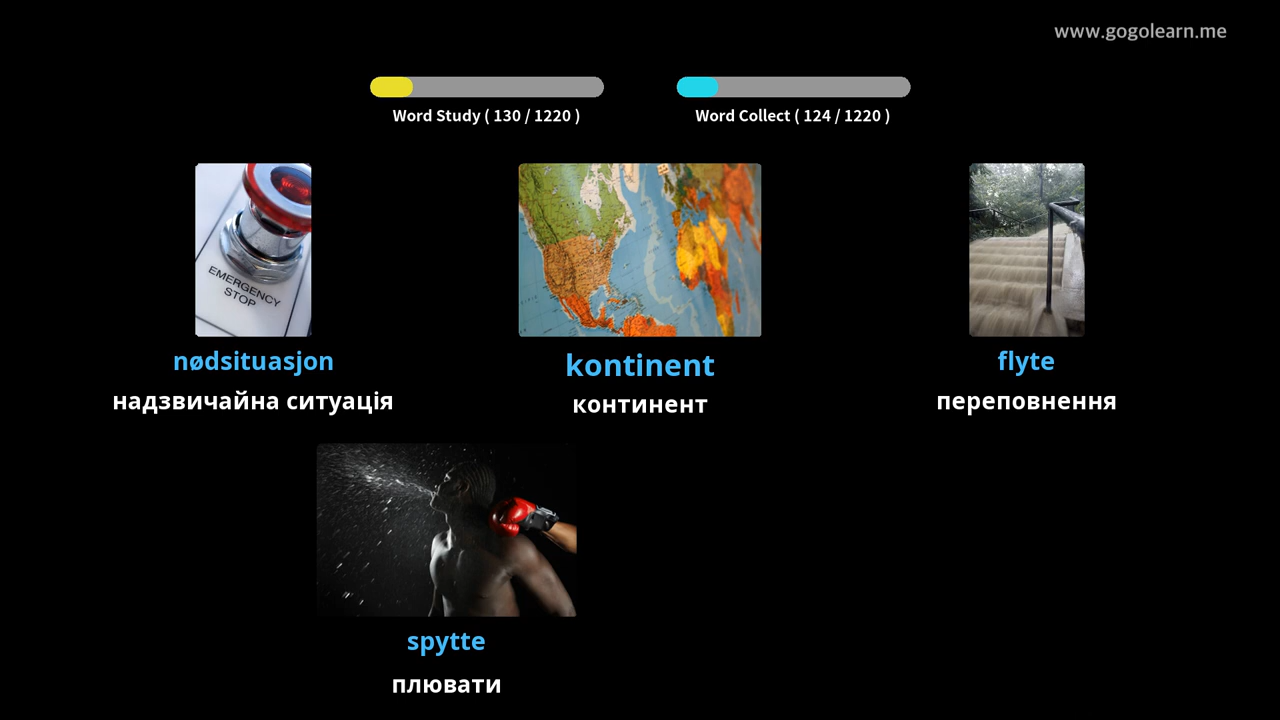 www.gogolearn.me
Word Study ( 130 / 1220 )
Word Collect ( 124 / 1220 )
EMERGENCY
STOP
nødsituasjon
kontinent
flyte
надзвичайна ситуація
континент
переповнення
spytte
плювати